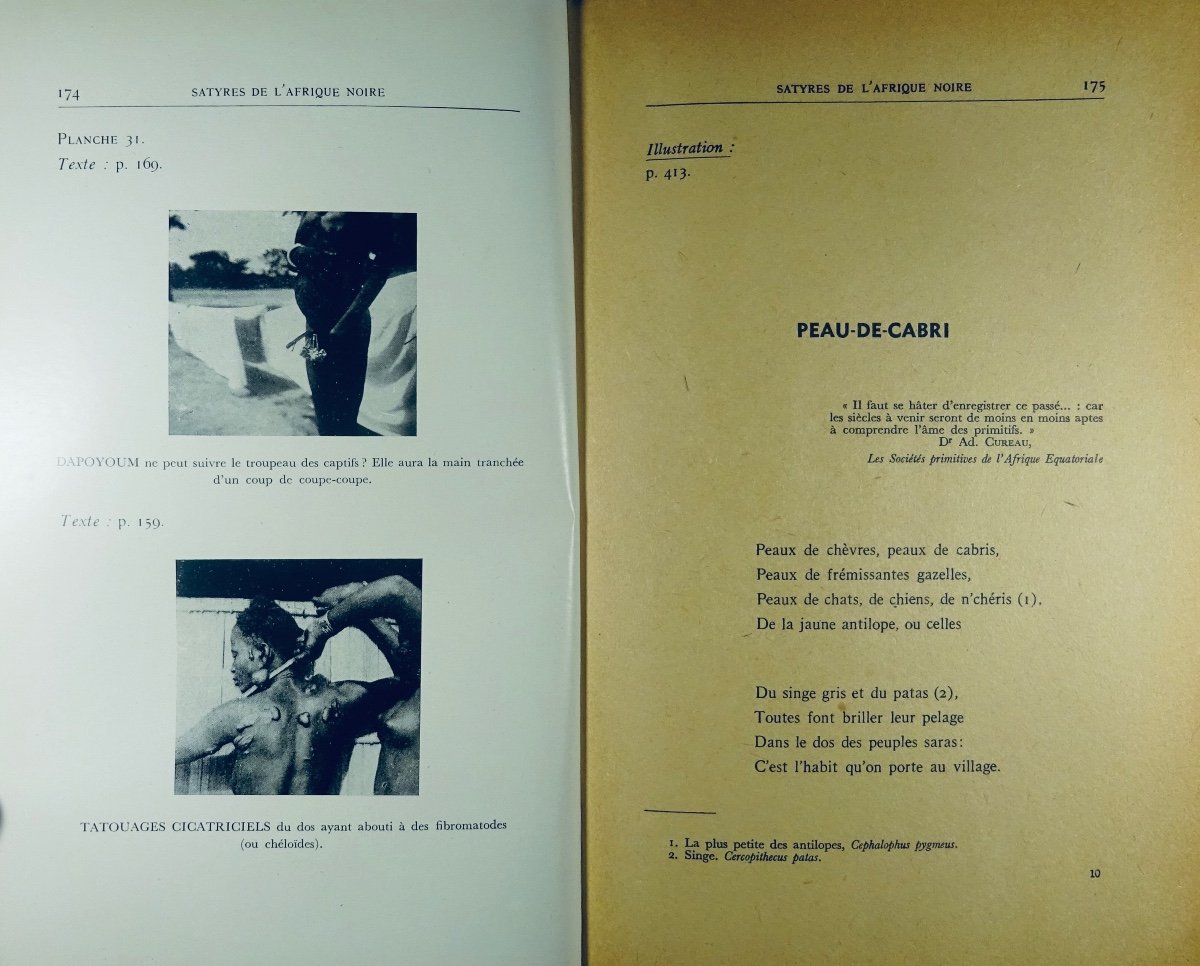 174
SATYRES DE L'AFRIQUE NOIRE
PLANCHE 31.
Texte : p. 169.
DAPOYOUM ne peut suivre le troupeau des captifs ? Elle aura la main tranchée
d'un coup de coupe-coupe.
Texte : p. 159.
TATOUAGES CICATRICIELS du dos ayant abouti à des fibromatodes
(ou chéloïdes).
SATYRES DE L'AFRIQUE NOIRE
175
Illustration :
p. 413.
PEAU-DE-CABRI
« Il faut se hâter d'enregistrer ce passé... : car
les siècles à venir seront de moins en moins aptes
à comprendre l'âme des primitifs. »
Dr Ad. CUREAU,
Les Sociétés primitives de l'Afrique Equatoriale
Peaux de chèvres, peaux de cabris,
Peaux de frémissantes gazelles,
Peaux de chats, de chiens, de n'chéris (1),
De la jaune antilope, ou celles
Du singe gris et du patas (2),
Toutes font briller leur pelage
Dans le dos des peuples saras :
C'est l'habit qu'on porte au village.
1. La plus petite des antilopes, Cephalophus pygmeus.
2. Singe. Cercopithecus patas.
10